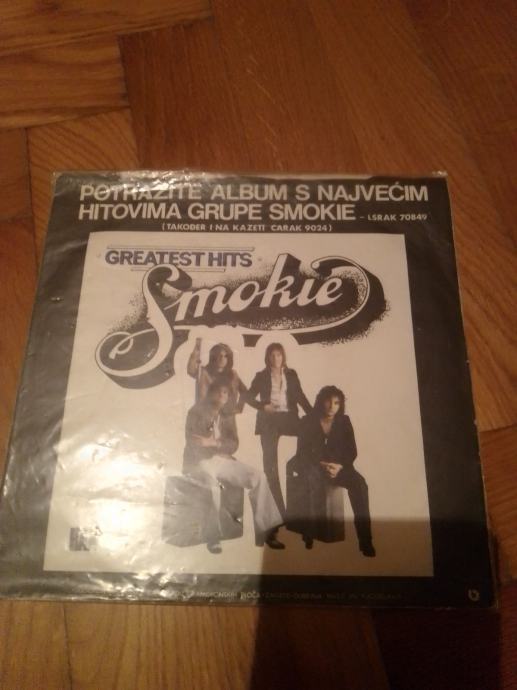 POTRAŽITE ALBUM S NAJVEĆIM
HITOVIMA GRUPE SMOKIE - LSRAK 70849
(TAKOĐER I NA KAZETI CARAK 9024)
GREATEST HITS
Smokie